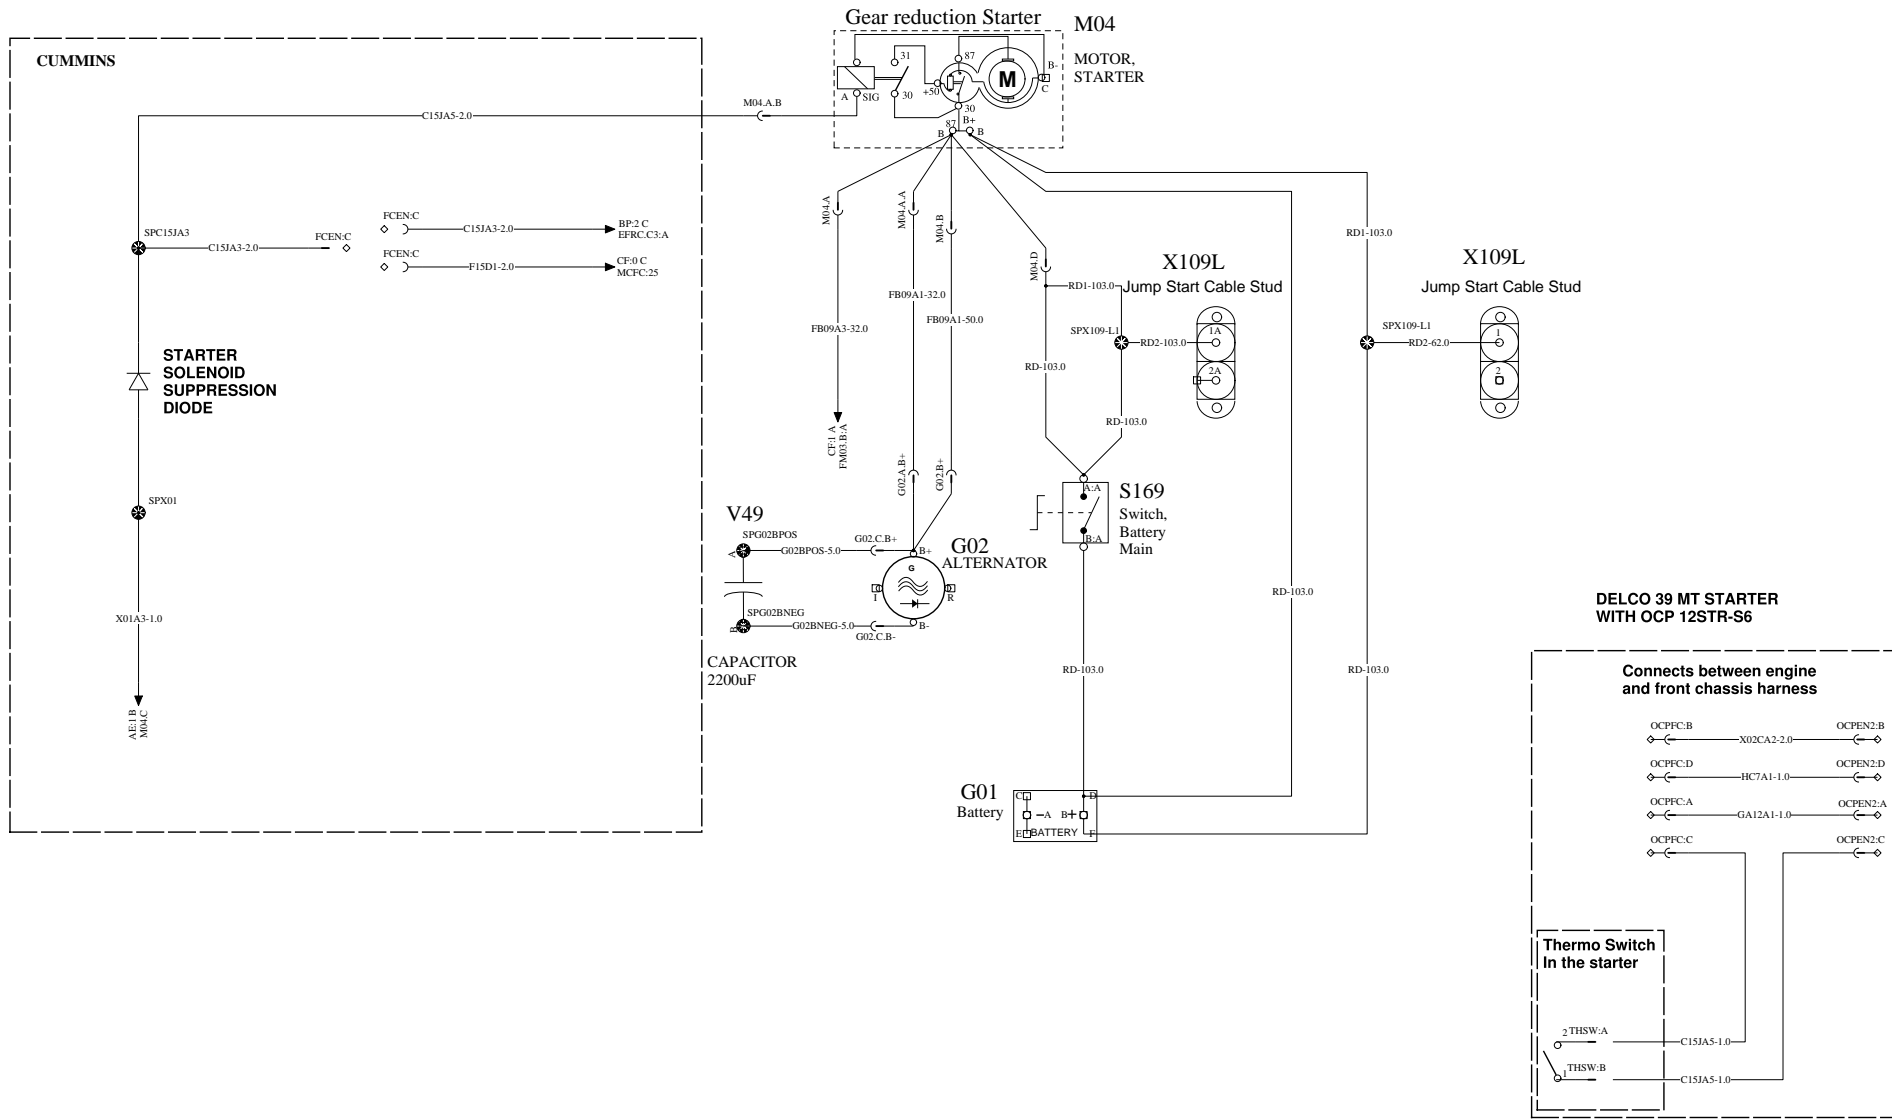 Gear reduction Starter
M04
MOTOR,
STARTER
CUMMINS
31
87
B-
M
A
SIG
30
+50
C
30
M04.A.B
C15JA5-2.0
87
B+
B
B
M04.A
M04.A.A
M04.B
SPC15JA3
C15JA3-2.0
FCEN:C
FCEN:C
C15JA3-2.0
BP:2 C
EFRC.C3:A
FCEN:C
F15D1-2.0
CF:0 C
MCFC:25
RD1-103.0
M04.D
X109L
Jump Start Cable Stud
X109L
Jump Start Cable Stud
RD1-103.0
FB09A1-32.0
FB09A1-50.0
FB09A3-32.0
SPX109-L1
RD2-103.0
1A
2A
SPX109-L1
RD2-62.0
1
2
STARTER
SOLENOID
SUPPRESSION
DIODE
RD-103.0
RD-103.0
CF:1 A
FM03.B:A
G02.A.B+
G02.B+
A:A
B:A
S169
Switch,
Battery
Main
SPX01
V49
SPG02BPOS
A
G02BPOS-5.0
G02.C.B+
B+
G02
ALTERNATOR
G
I
R
SPG02BNEG
B
G02BNEG-5.0
G02.C.B-
B-
CAPACITOR
2200uF
X01A3-1.0
AE:1 B
M04.C
RD-103.0
RD-103.0
RD-103.0
G01
Battery
C
D
A
B+
E
BATTERY
F
DELCO 39 MT STARTER
WITH OCP 12STR-S6
Connects between engine
and front chassis harness
OCPFC:B
X02CA2-2.0
OCPEN2:B
OCPFC:D
HC7A1-1.0
OCPEN2:D
OCPFC:A
GA12A1-1.0
OCPEN2:A
OCPFC:C
OCPEN2:C
Thermo Switch
In the starter
2
THSW:A
C15JA5-1.0
1
THSW:B
C15JA5-1.0